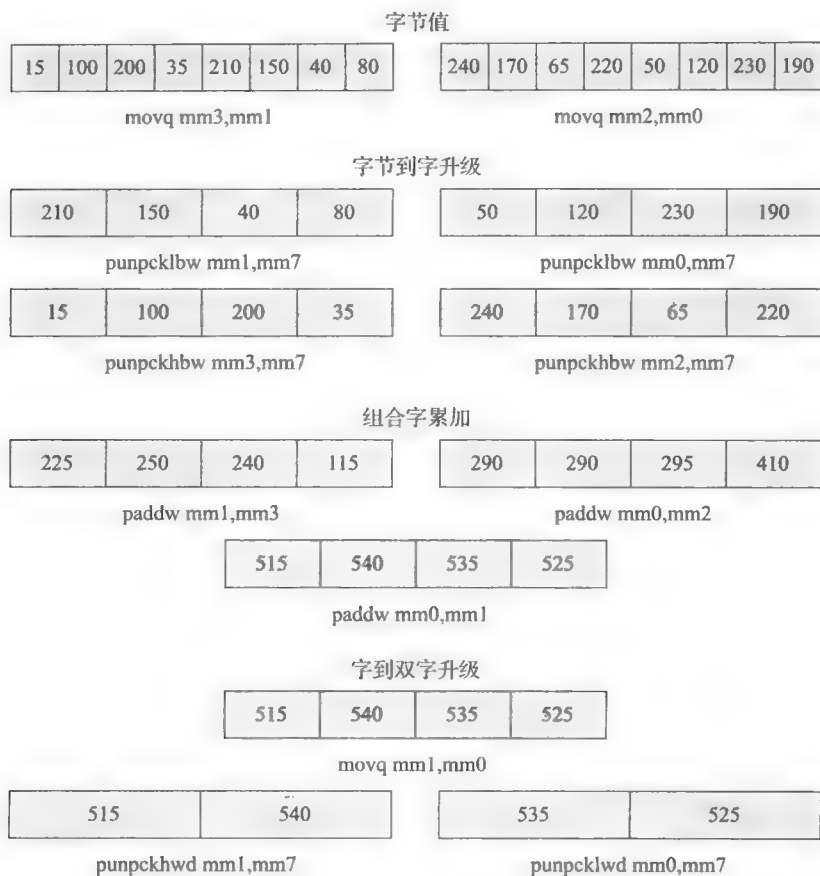 字节值
15 100 200 35 210 150 40 80 240 170 65 220 50 120 230 190
movq mm3,mm1 movq mm2,mm0
字节到字升级
210 150 40 80 50 120 230 190
punpcklbw mm1,mm7 punpcklbw mm0,mm7
15 100 200 35 240 170 65 220
punpckhbw mm3,mm7 punpckhbw mm2,mm7
组合字累加
225 250 240 115 290 290 295 410
paddw mm1,mm3 paddw mm0,mm2
515 540 535 525
paddw mm0,mm1
字到双字升级
515 540 535 525
movq mm1,mm0
515 540 535 525
punpckhwd mm1,mm7 punpcklwd mm0,mm7